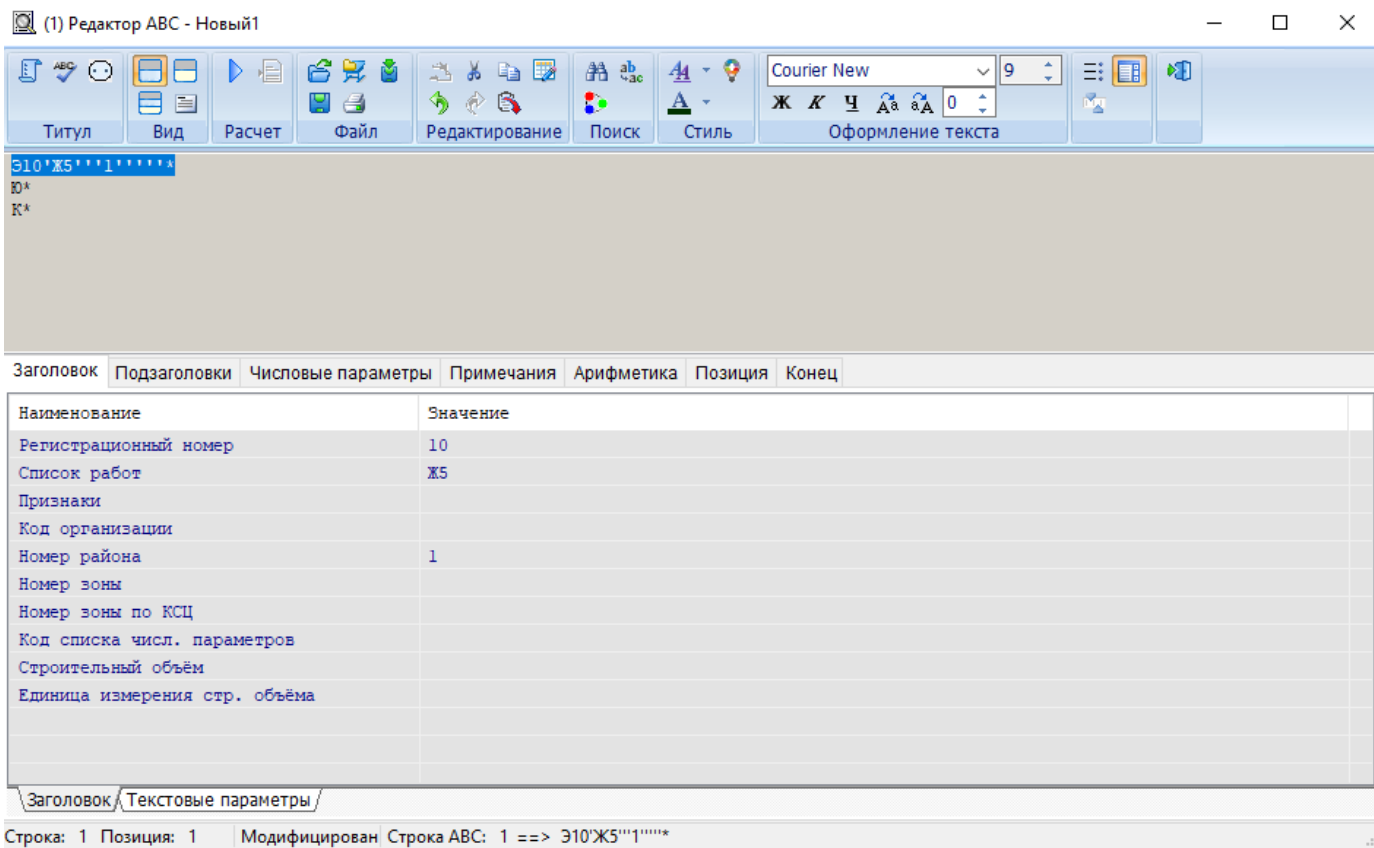 (1) Редактор АВС - Новый1
Титул Вид Расчет Файл Редактирование Поиск Стиль Courier New 9 Ж К Ч 0 Оформление текста
Э10'Ж5'''1'''''*
Ю*
К*
Заголовок Подзаголовки Числовые параметры Примечания Арифметика Позиция Конец
Наименование Значение
Регистрационный номер 10
Список работ Ж5
Признаки
Код организации
Номер района 1
Номер зоны
Номер зоны по КСЦ
Код списка числ. параметров
Строительный объём
Единица измерения стр. объёма
Заголовок Текстовые параметры
Строка: 1 Позиция: 1 Модифицирован Строка АВС: 1 ==> Э10'Ж5'''1'''''*